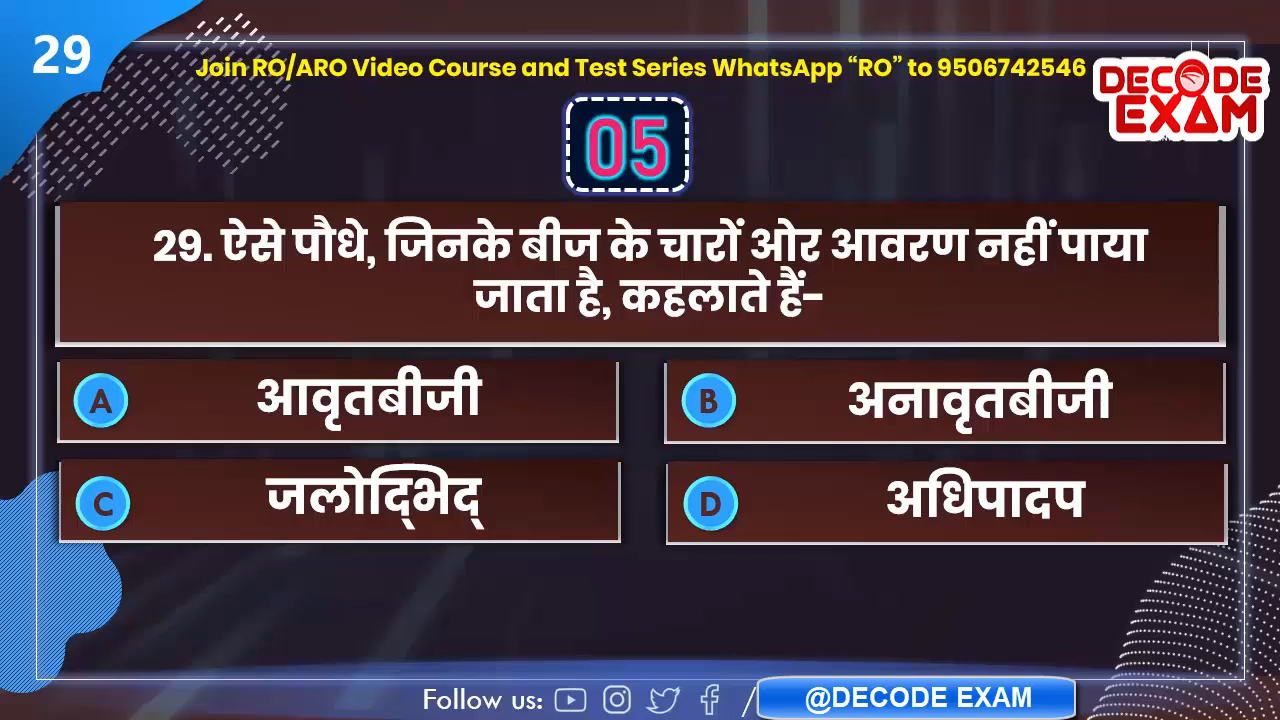 29
Join RO/ARO Video Course and Test Series WhatsApp “RO” to 9506742546
DECODE
EXAM
05
29. ऐसे पौधे, जिनके बीज के चारों ओर आवरण नहीं पाया
जाता है, कहलाते हैं-
A आवृतबीजी
B अनावृतबीजी
C जलोद्‌भिद्
D अधिपादप
Follow us: / @DECODE EXAM